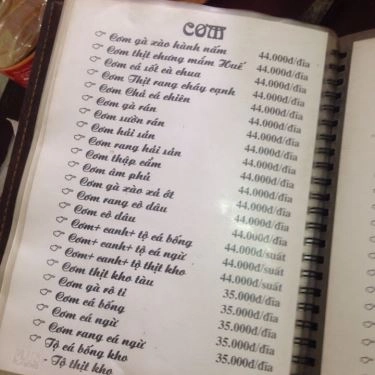 CƠM
Cơm gà xào hành nấm 44.000đ/đĩa
Cơm thịt chưng mắm Huế 44.000đ/đĩa
Cơm cá sốt cà chua 44.000đ/đĩa
Cơm Thịt rang cháy cạnh 44.000đ/đĩa
Cơm Chả cá chiên 44.000đ/đĩa
Cơm gà rán 44.000đ/đĩa
Cơm sườn rán 44.000đ/đĩa
Cơm hải sản 44.000đ/đĩa
Cơm rang hải sản 44.000đ/đĩa
Cơm thập cẩm 44.000đ/đĩa
Cơm âm phủ 44.000đ/đĩa
Cơm gà xào xả ớt 44.000đ/đĩa
Cơm rang cô dâu 44.000đ/đĩa
Cơm cô dâu 44.000đ/đĩa
Cơm+ canh+ tộ cá bống 44.000đ/suất
Cơm+ canh+ tộ cá ngừ 44.000đ/suất
Cơm+ canh+ tộ thịt kho 44.000đ/suất
Cơm thịt kho tàu 35.000đ/đĩa
Cơm gà rô ti 35.000đ/đĩa
Cơm cá bống 35.000đ/đĩa
Cơm cá ngừ 35.000đ/đĩa
Cơm rang cá ngừ 35.000đ/đĩa
Tộ cá bống kho
- Tộ thịt kho